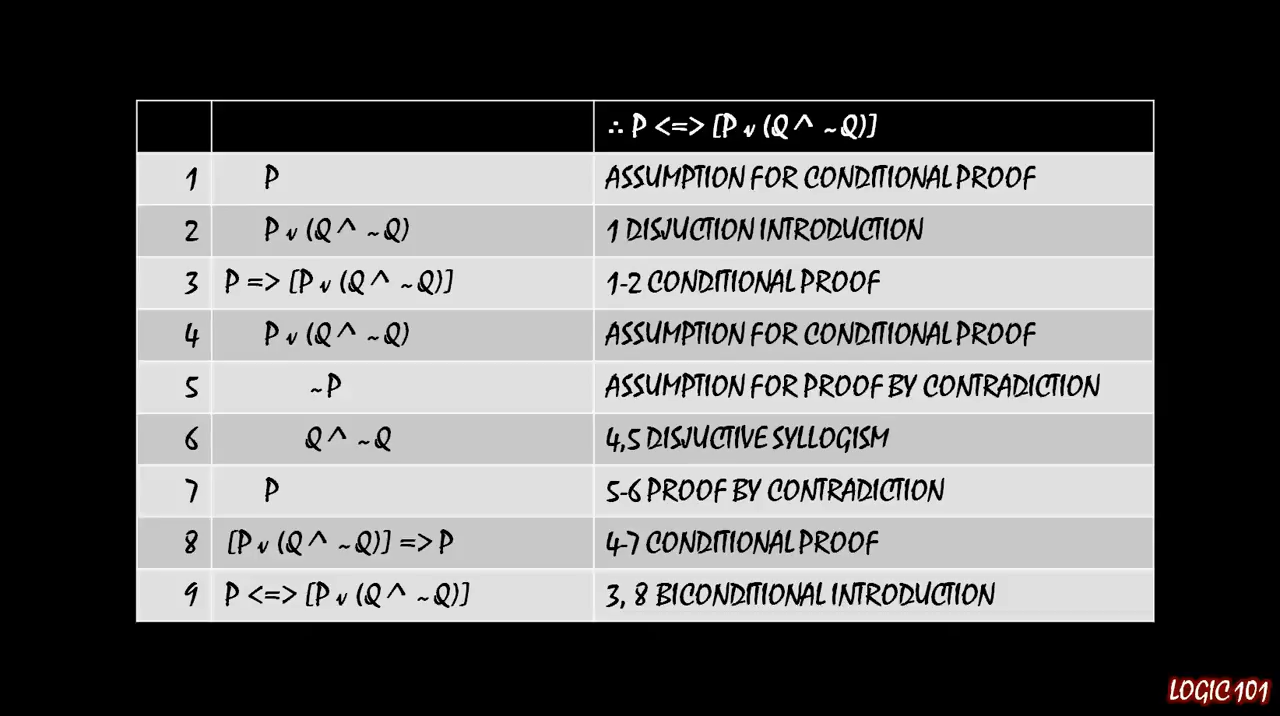 ∴ P <=> [P v (Q ^ ~Q)]
1 P ASSUMPTION FOR CONDITIONAL PROOF
2 P v (Q ^ ~Q) 1 DISJUCTION INTRODUCTION
3 P => [P v (Q ^ ~Q)] 1-2 CONDITIONAL PROOF
4 P v (Q ^ ~Q) ASSUMPTION FOR CONDITIONAL PROOF
5 ~P ASSUMPTION FOR PROOF BY CONTRADICTION
6 Q ^ ~Q 4,5 DISJUCTIVE SYLLOGISM
7 P 5-6 PROOF BY CONTRADICTION
8 [P v (Q ^ ~Q)] => P 4-7 CONDITIONAL PROOF
9 P <=> [P v (Q ^ ~Q)] 3, 8 BICONDITIONAL INTRODUCTION
LOGIC 101